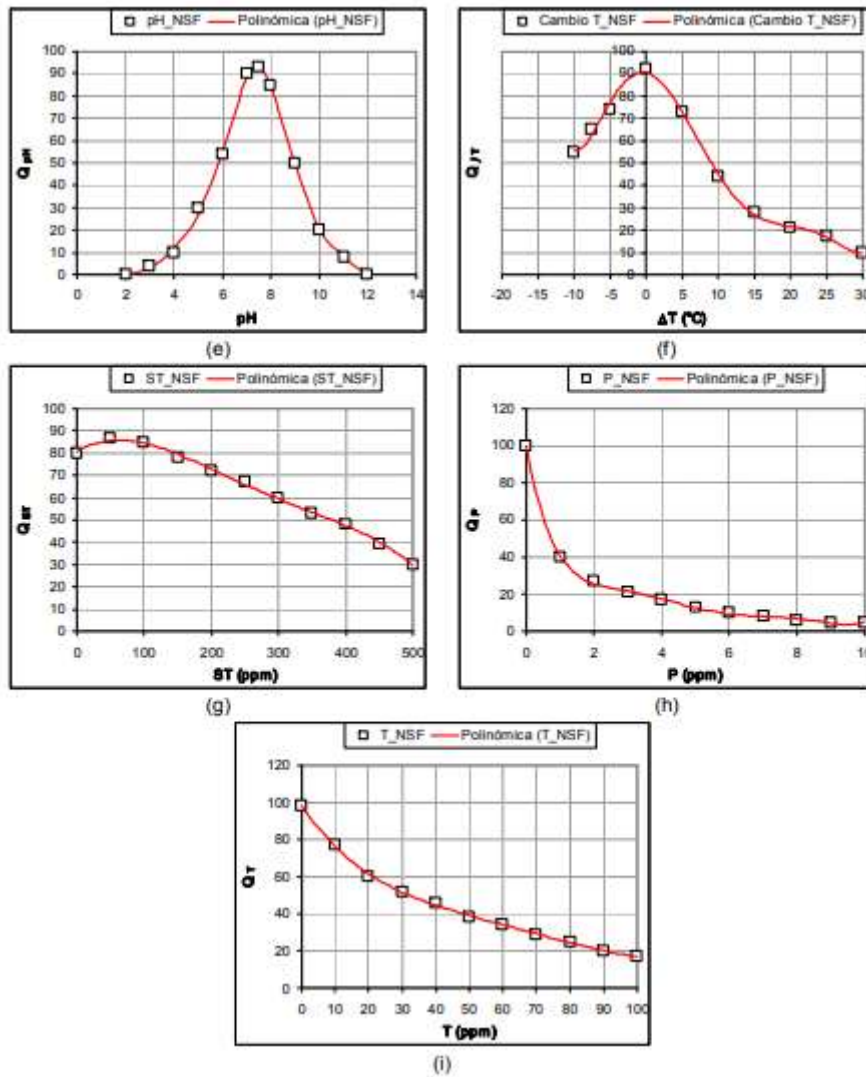 pH_NSF Polinómica (pH_NSF)
100
90
80
70
60
50
40
30
20
10
0
0 2 4 6 8 10 12 14
Q pH
pH
(e)
Cambio T_NSF Polinómica (Cambio T_NSF)
100
90
80
70
60
50
40
30
20
10
0
-20 -15 -10 -5 0 5 10 15 20 25 30
ΔT (°C)
(f)
ST_NSF Polinómica (ST_NSF)
100
90
80
70
60
50
40
30
20
10
0
0 100 200 300 400 500
Q ST
ST (ppm)
(g)
P_NSF Polinómica (P_NSF)
120
100
80
60
40
20
0
0 2 4 6 8 10
Q P
P (ppm)
(h)
T_NSF Polinómica (T_NSF)
120
100
80
60
40
20
0
0 10 20 30 40 50 60 70 80 90 100
Q T
T (ppm)
(i)